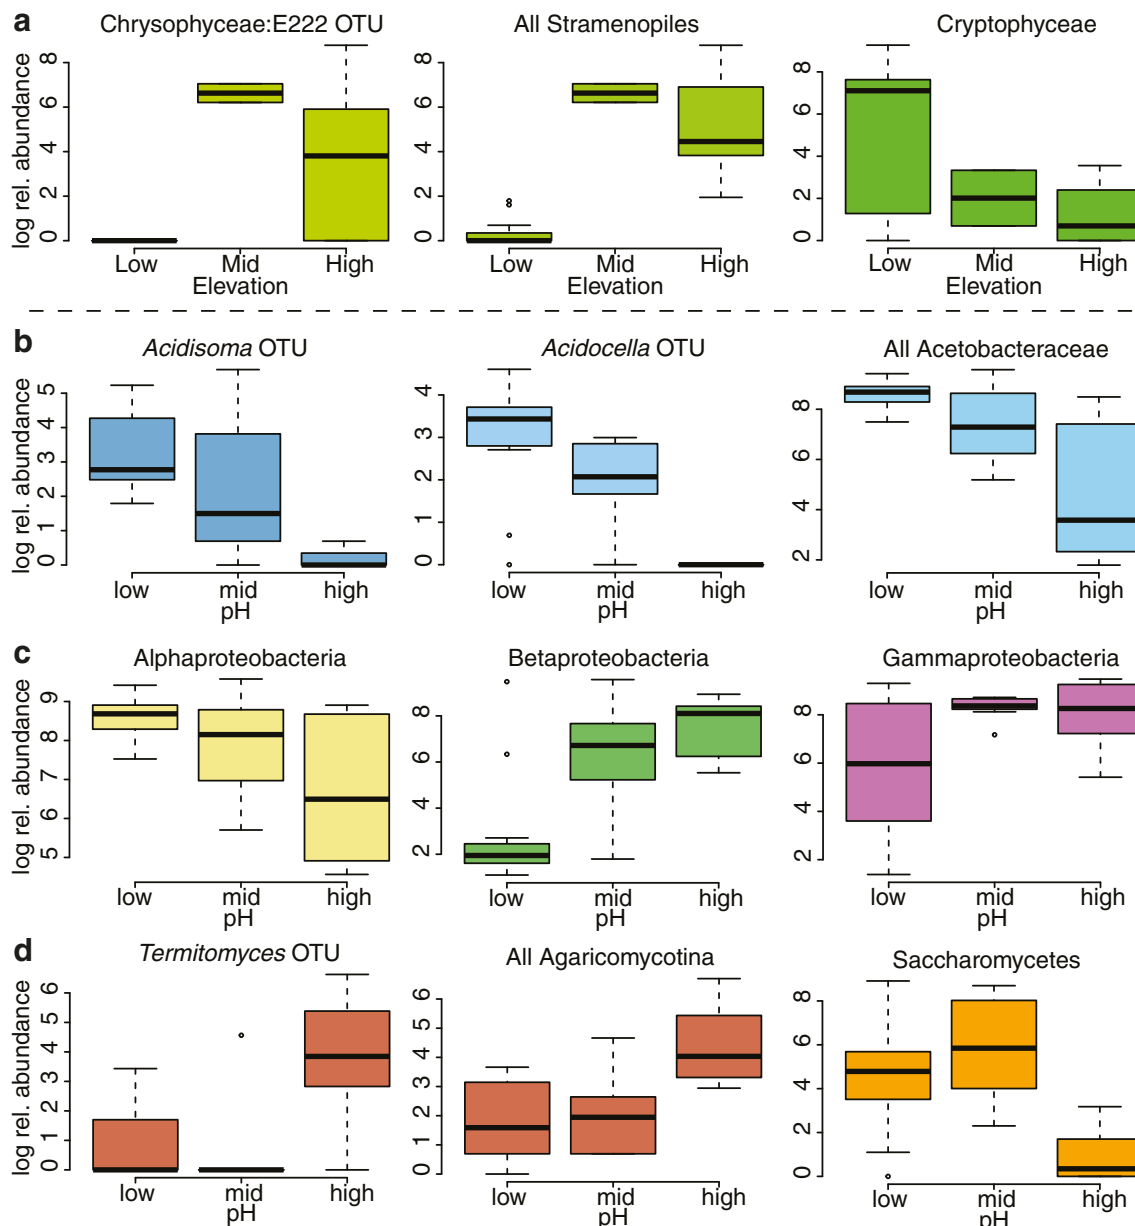 a
Chrysophyceae:E222 OTU
All Stramenopiles
Cryptophyceae
log rel. abundance
0 2 4 6 8
0 2 4 6 8
0 2 4 6 8
Low Mid High
Low Mid High
Low Mid High
Elevation
Elevation
Elevation
b
Acidisoma OTU
Acidocella OTU
All Acetobacteraceae
log rel. abundance
0 1 2 3 4 5
0 1 2 3 4
2 4 6 8
low mid high
low mid high
low mid high
pH
pH
pH
c
Alphaproteobacteria
Betaproteobacteria
Gammaproteobacteria
log rel. abundance
5 6 7 8 9
2 4 6 8
2 4 6 8
low mid high
low mid high
low mid high
pH
pH
pH
d
Termitomyces OTU
All Agaricomycotina
Saccharomycetes
log rel. abundance
0 1 2 3 4 5 6
0 1 2 3 4 5 6
0 2 4 6 8
low mid high
low mid high
low mid high
pH
pH
pH